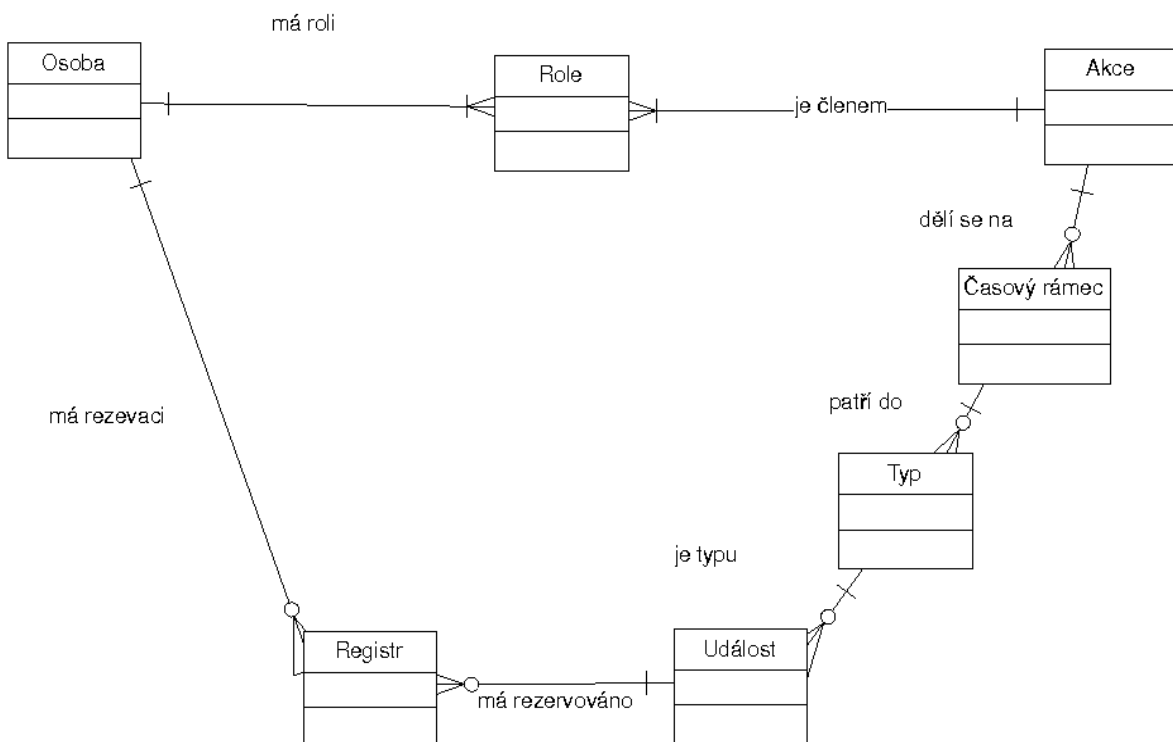 má roli
Osoba
Role
Akce
je členem
dělí se na
Časový rámec
má rezevaci
patří do
Typ
je typu
Registr
Událost
má rezervováno